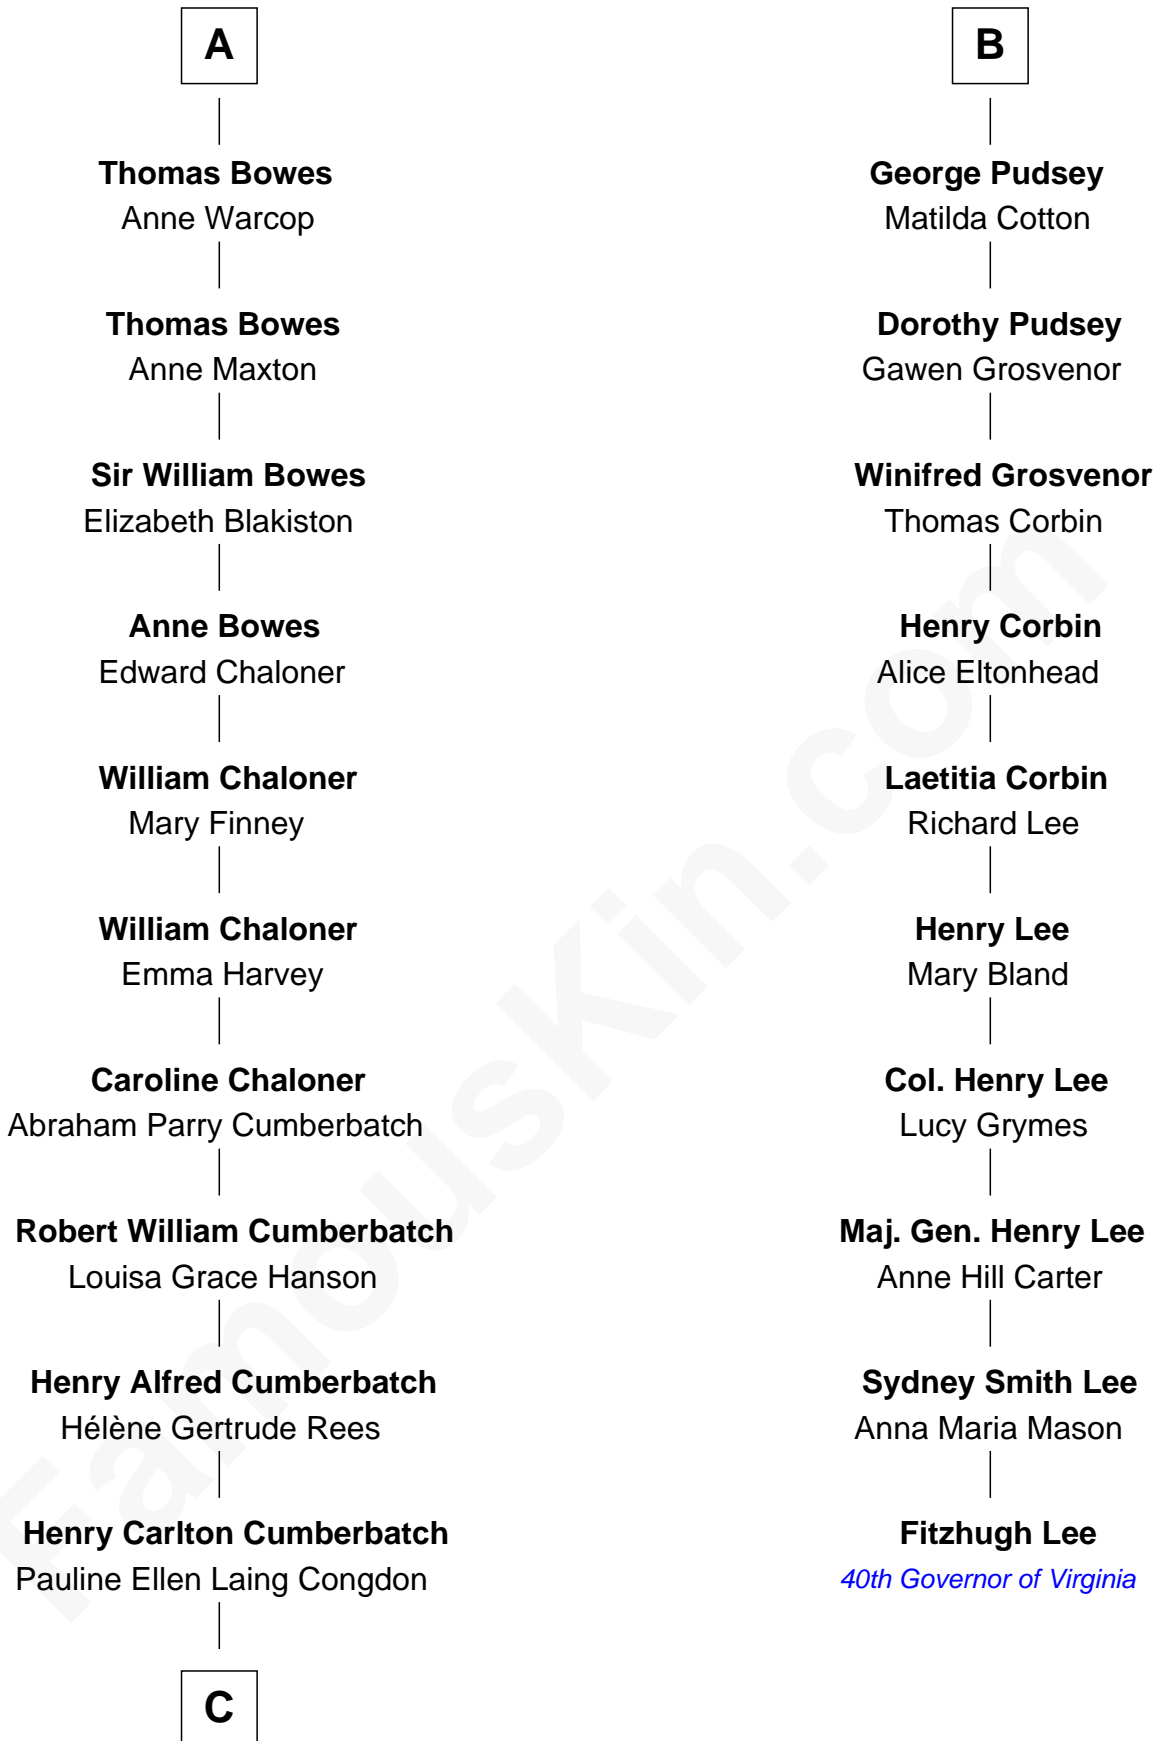 A
Thomas Bowes
Anne Warcop
Thomas Bowes
Anne Maxton
Sir William Bowes
Elizabeth Blakiston
Anne Bowes
Edward Chaloner
William Chaloner
Mary Finney
William Chaloner
Emma Harvey
Caroline Chaloner
Abraham Parry Cumberbatch
Robert William Cumberbatch
Louisa Grace Hanson
Henry Alfred Cumberbatch
Hélène Gertrude Rees
Henry Carlton Cumberbatch
Pauline Ellen Laing Congdon
C
B
George Pudsey
Matilda Cotton
Dorothy Pudsey
Gawen Grosvenor
Winifred Grosvenor
Thomas Corbin
Henry Corbin
Alice Eltonhead
Laetitia Corbin
Richard Lee
Henry Lee
Mary Bland
Col. Henry Lee
Lucy Grymes
Maj. Gen. Henry Lee
Anne Hill Carter
Sydney Smith Lee
Anna Maria Mason
Fitzhugh Lee
40th Governor of Virginia
FamousKin.com